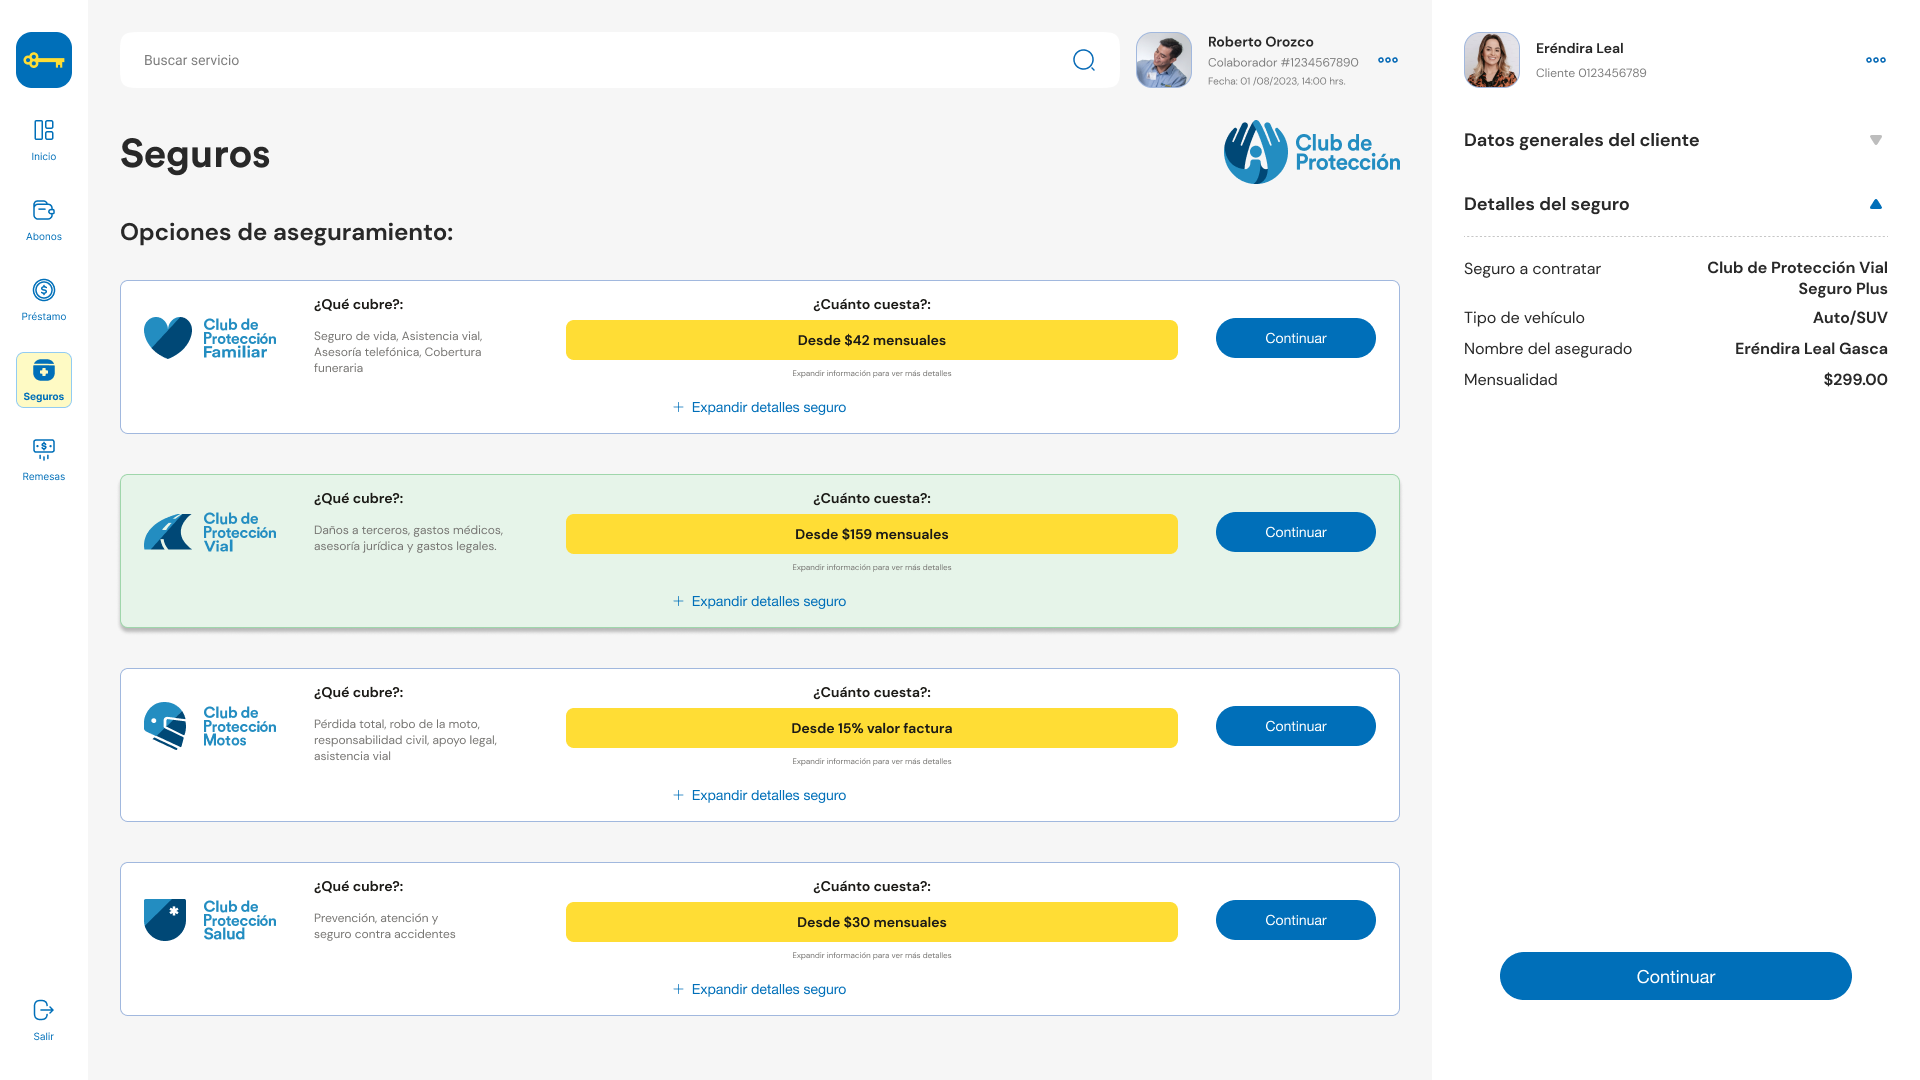 Inicio
Abonos
Préstamo
Seguros
Remesas
Salir
Buscar servicio
Roberto Orozco
Colaborador #1234567890
Fecha: 01 /08/2023, 14:00 hrs.
Seguros
Club de
Protección
Opciones de aseguramiento:
Club de
Protección
Familiar
¿Qué cubre?:
Seguro de vida, Asistencia vial,
Asesoría telefónica, Cobertura
funeraria
¿Cuánto cuesta?:
Desde $42 mensuales
Expandir información para ver más detalles
Continuar
+ Expandir detalles seguro
Club de
Protección
Vial
¿Qué cubre?:
Daños a terceros, gastos médicos,
asesoría jurídica y gastos legales.
¿Cuánto cuesta?:
Desde $159 mensuales
Expandir información para ver más detalles
Continuar
+ Expandir detalles seguro
Club de
Protección
Motos
¿Qué cubre?:
Pérdida total, robo de la moto,
responsabilidad civil, apoyo legal,
asistencia vial
¿Cuánto cuesta?:
Desde 15% valor factura
Expandir información para ver más detalles
Continuar
+ Expandir detalles seguro
Club de
Protección
Salud
¿Qué cubre?:
Prevención, atención y
seguro contra accidentes
¿Cuánto cuesta?:
Desde $30 mensuales
Expandir información para ver más detalles
Continuar
+ Expandir detalles seguro
Eréndira Leal
Cliente 0123456789
Datos generales del cliente
Detalles del seguro
Seguro a contratar Club de Protección Vial
Seguro Plus
Tipo de vehículo Auto/SUV
Nombre del asegurado Eréndira Leal Gasca
Mensualidad $299.00
Continuar